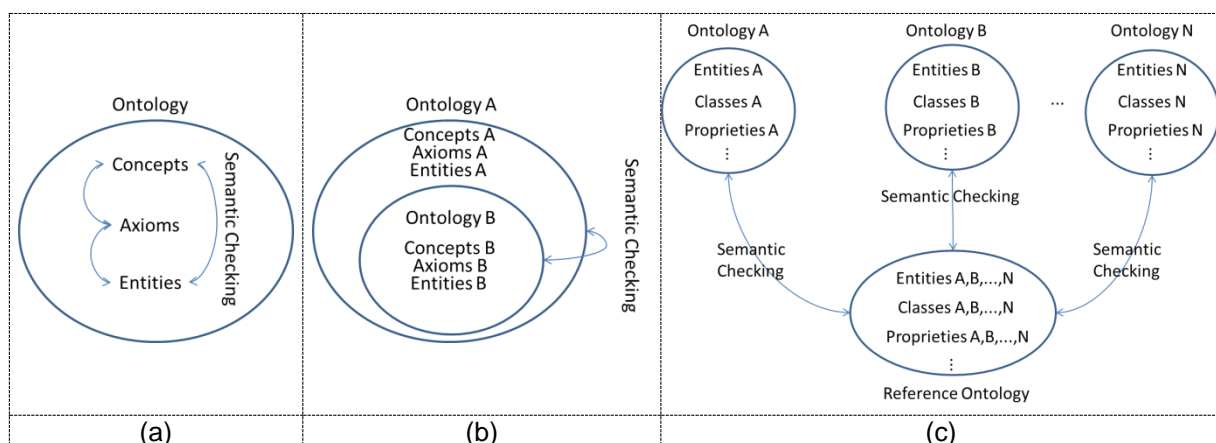 Ontology
Concepts
Axioms
Entities
Semantic Checking
(a)
Ontology A
Concepts A
Axioms A
Entities A
Ontology B
Concepts B
Axioms B
Entities B
Semantic Checking
(b)
Ontology A
Entities A
Classes A
Proprieties A
⋮
Ontology B
Entities B
Classes B
Proprieties B
⋮
...
Ontology N
Entities N
Classes N
Proprieties N
⋮
Semantic Checking
Semantic
Checking
Semantic
Checking
Entities A,B,...,N
Classes A,B,...,N
Proprieties A,B,...,N
⋮
Reference Ontology
(c)